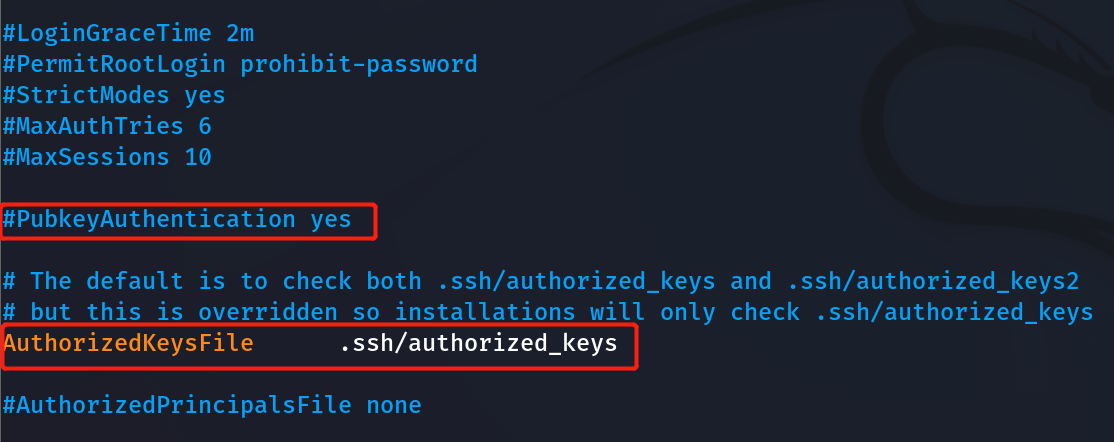 #LoginGraceTime 2m
#PermitRootLogin prohibit-password
#StrictModes yes
#MaxAuthTries 6
#MaxSessions 10
#PubkeyAuthentication yes
# The default is to check both .ssh/authorized_keys and .ssh/authorized_keys2
# but this is overridden so installations will only check .ssh/authorized_keys
AuthorizedKeysFile      .ssh/authorized_keys
#AuthorizedPrincipalsFile none